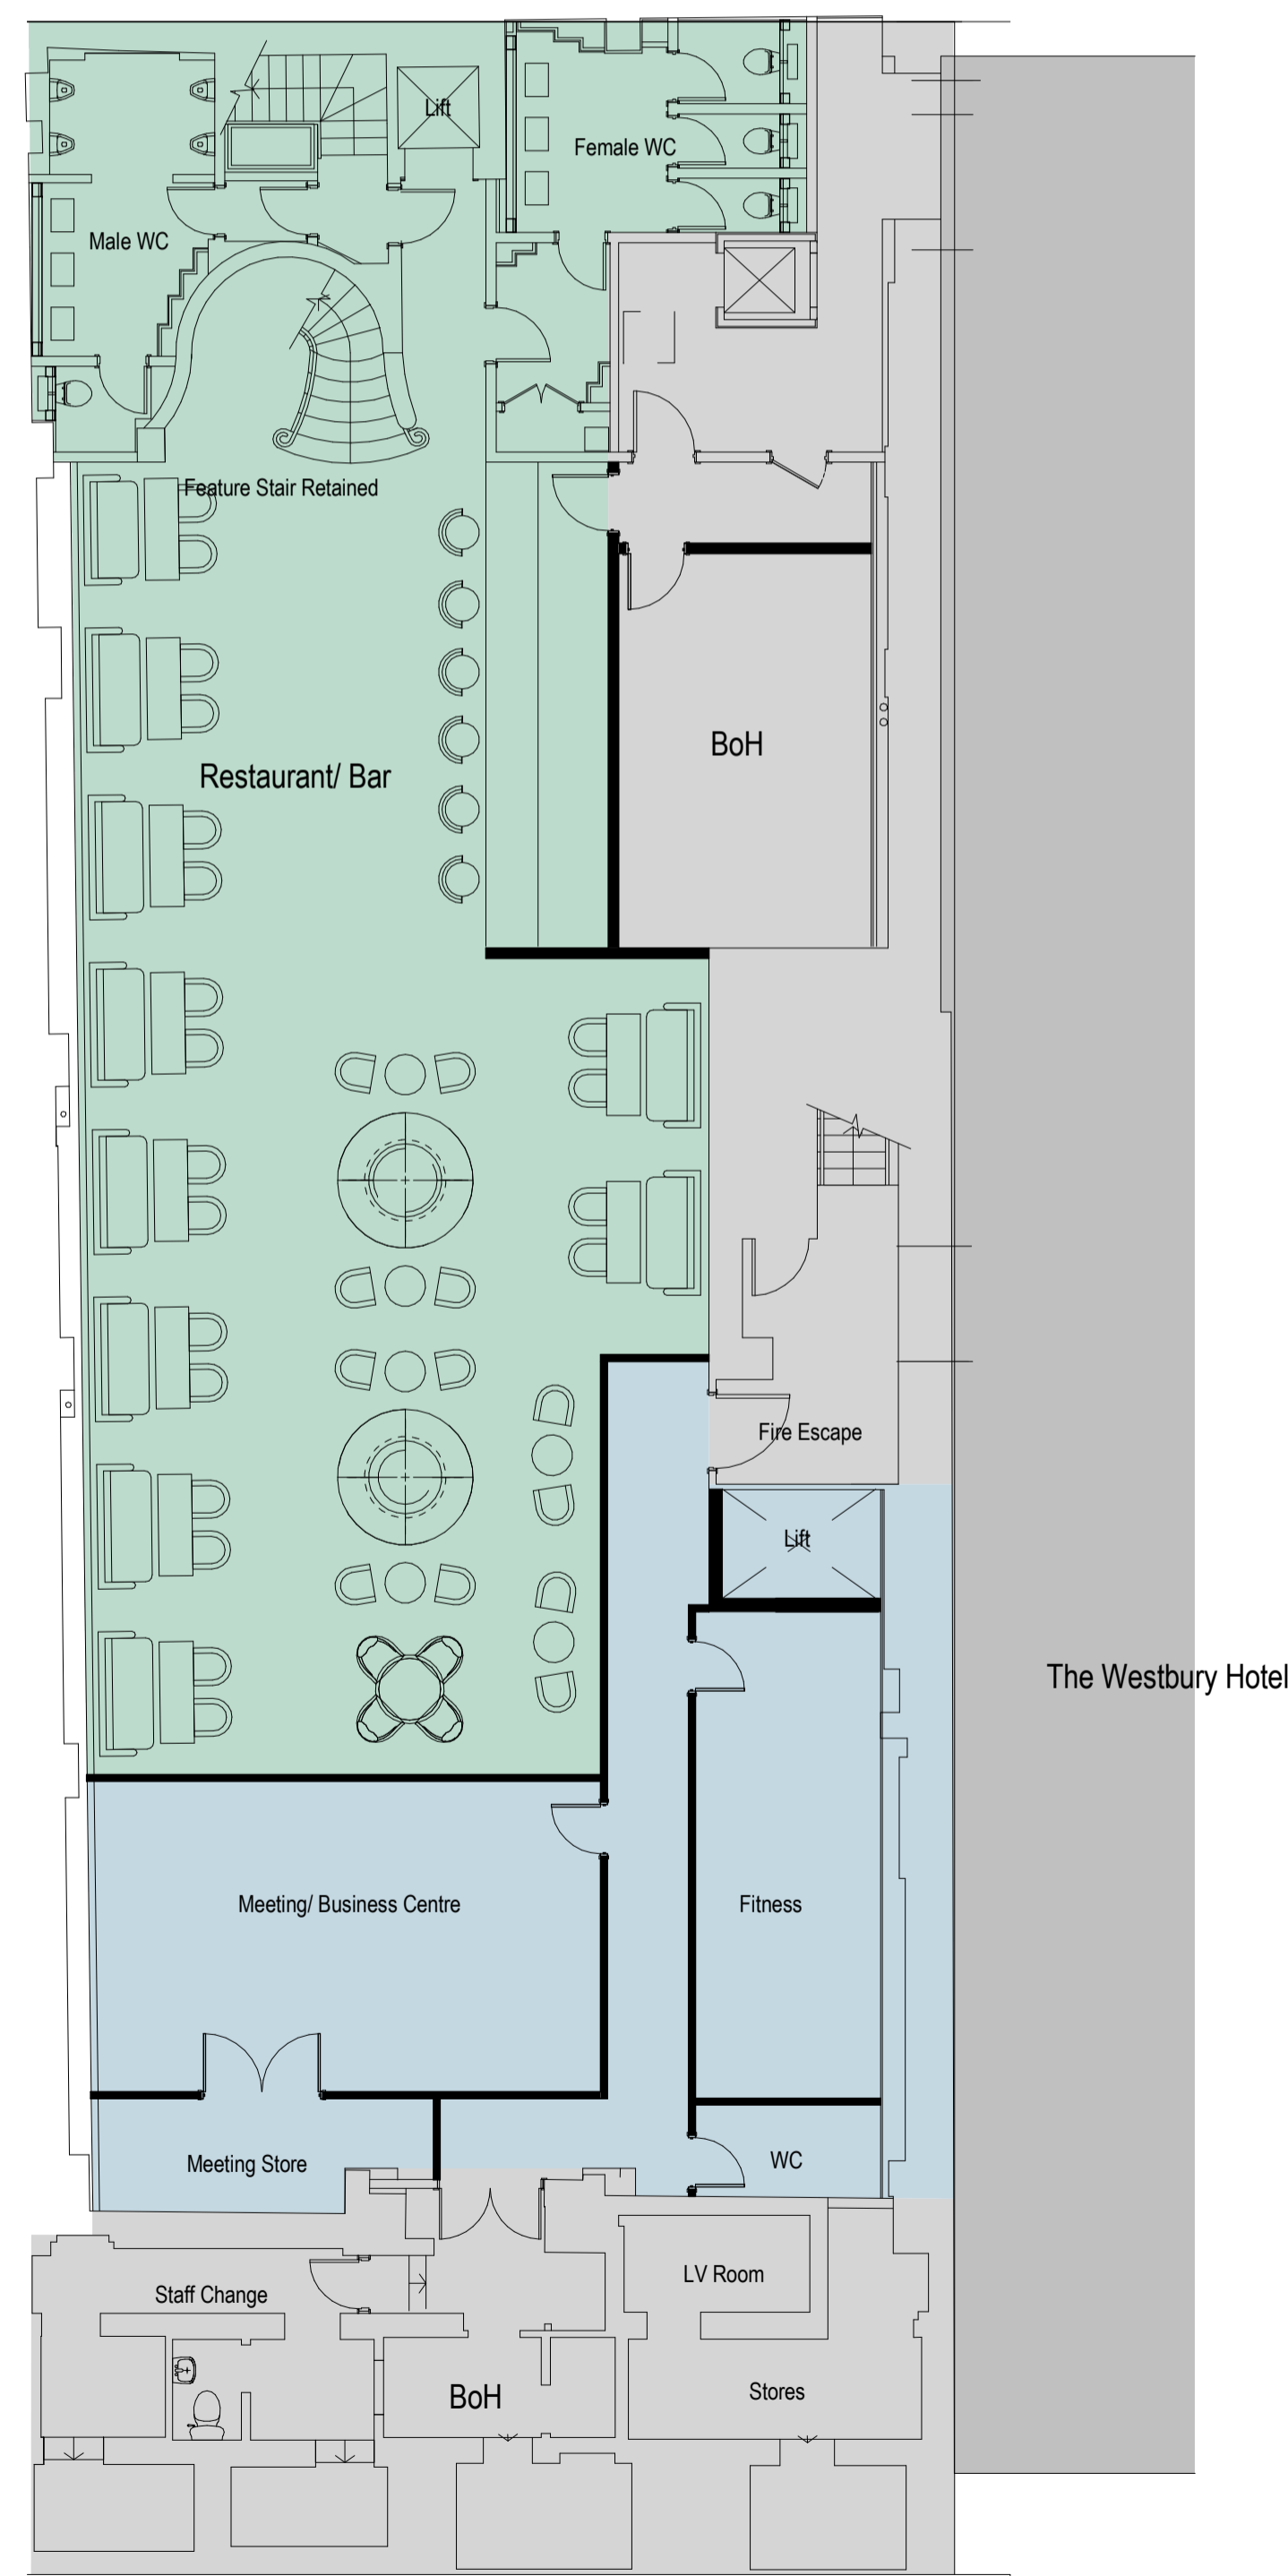 Lift
Female WC
Male WC
Feature Stair Retained
BoH
Restaurant/ Bar
Fire Escape
Lift
The Westbury Hotel
Meeting/ Business Centre
Fitness
Meeting Store
WC
LV Room
Staff Change
Stores
BoH